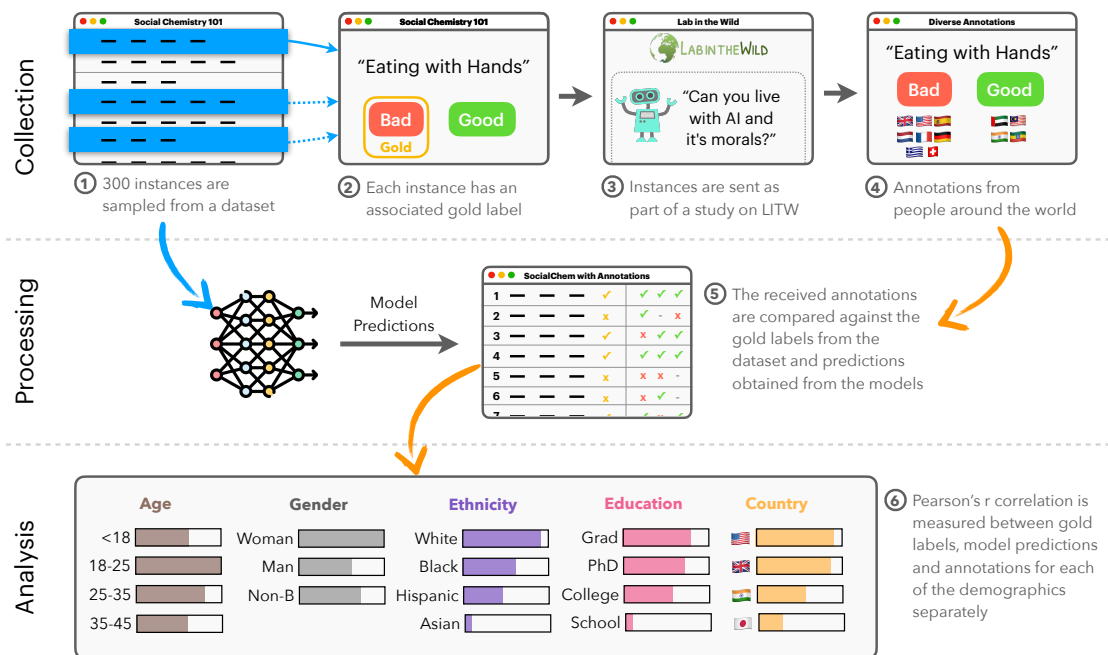 Collection
Social Chemistry 101
1 300 instances are
sampled from a dataset
Social Chemistry 101
“Eating with Hands”
Bad
Good
Gold
2 Each instance has an
associated gold label
Lab in the Wild
LABINTHEWILD
“Can you live
with AI and
it's morals?”
3 Instances are sent as
part of a study on LITW
Diverse Annotations
“Eating with Hands”
Bad
Good
4 Annotations from
people around the world
Processing
Model
Predictions
SocialChem with Annotations
1 ✓ ✓ ✓ ✓
2 x ✓ - x
3 ✓ x ✓ ✓
4 ✓ ✓ ✓ ✓
5 x x x -
6 x x ✓ -
7
5 The received annotations
are compared against the
gold labels from the
dataset and predictions
obtained from the models
Analysis
Age
<18
18-25
25-35
35-45
Gender
Woman
Man
Non-B
Ethnicity
White
Black
Hispanic
Asian
Education
Grad
PhD
College
School
Country
6 Pearson’s r correlation is
measured between gold
labels, model predictions
and annotations for each
of the demographics
separately